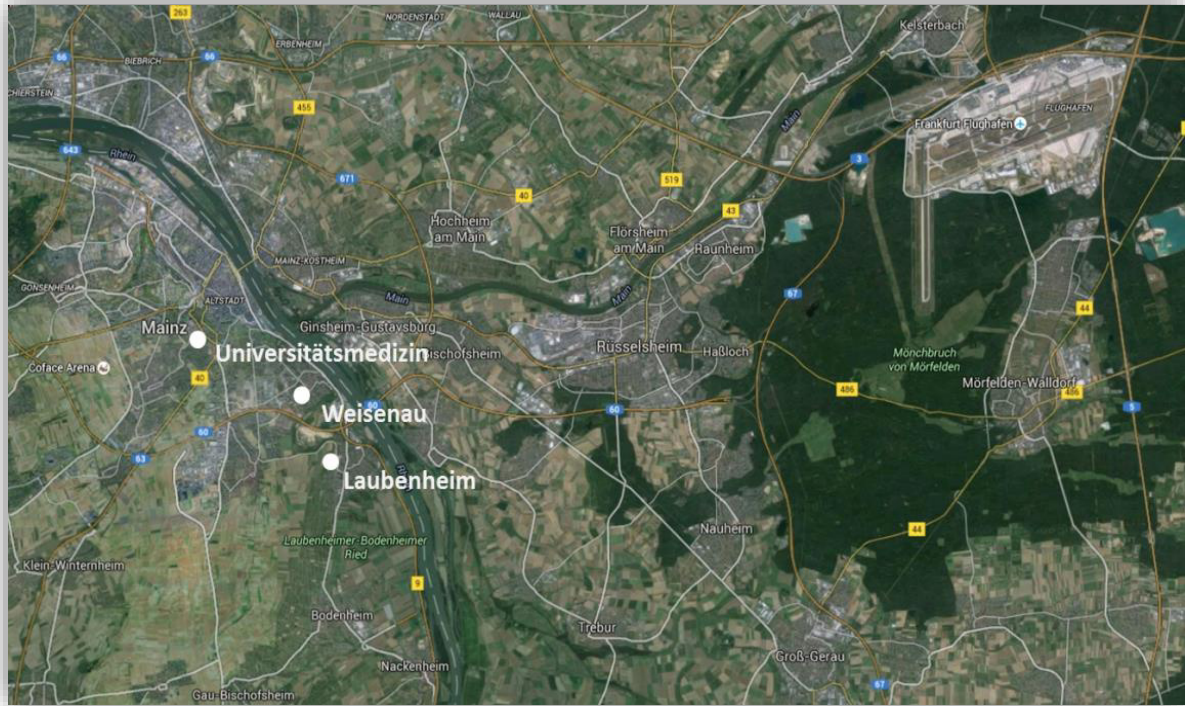 263
NORDENSTADT
WALLAU
Kelsterbach
ERBENHEIM
66
BIEBRICH
66
CHIERSTEIN
455
FLUGHAFEN
Frankfurt Flughafen
Main
643
Rhein
3
671
40
519
43
Hochheim
am Main
Flörsheim
am Main
Raunheim
MAINZ-KOSTHEIM
GONSENHEIM
ALTSTADT
Main
Main
67
44
Mainz
Ginsheim-Gustavsburg
Universitätsmedizin
Bischofsheim
Rüsselsheim
Haßloch
Mönchbruch
von Mörfelden
Coface Arena
40
Mörfelden-Walldorf
486
486
60
60
5
Weisenau
60
63
Rhein
Laubenheim
Nauheim
44
Laubenheimer-Bodenheimer
Ried
Klein-Winternheim
9
Bodenheim
Trebur
Groß-Gerau
Nackenheim
67
Gau-Bischofsheim